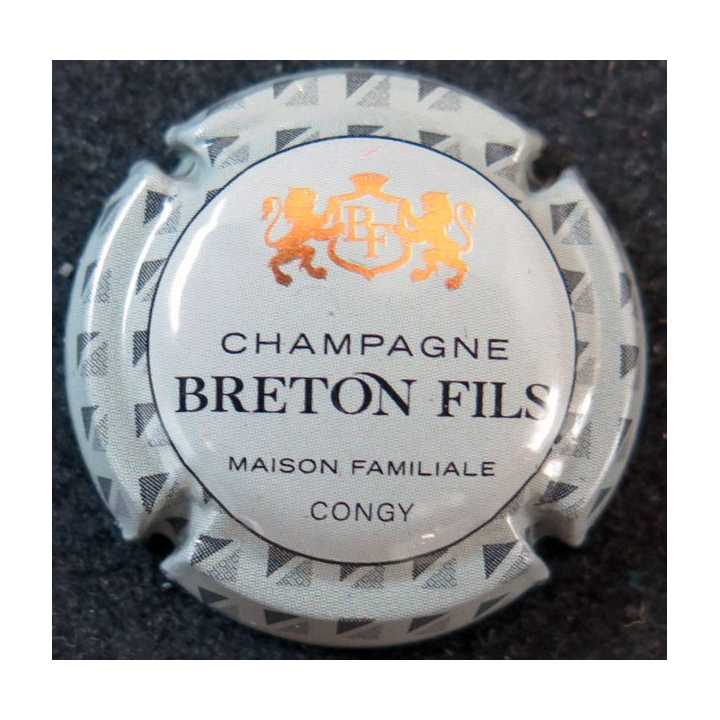 BF
CHAMPAGNE
BRETON FILS
MAISON FAMILIALE
CONGY